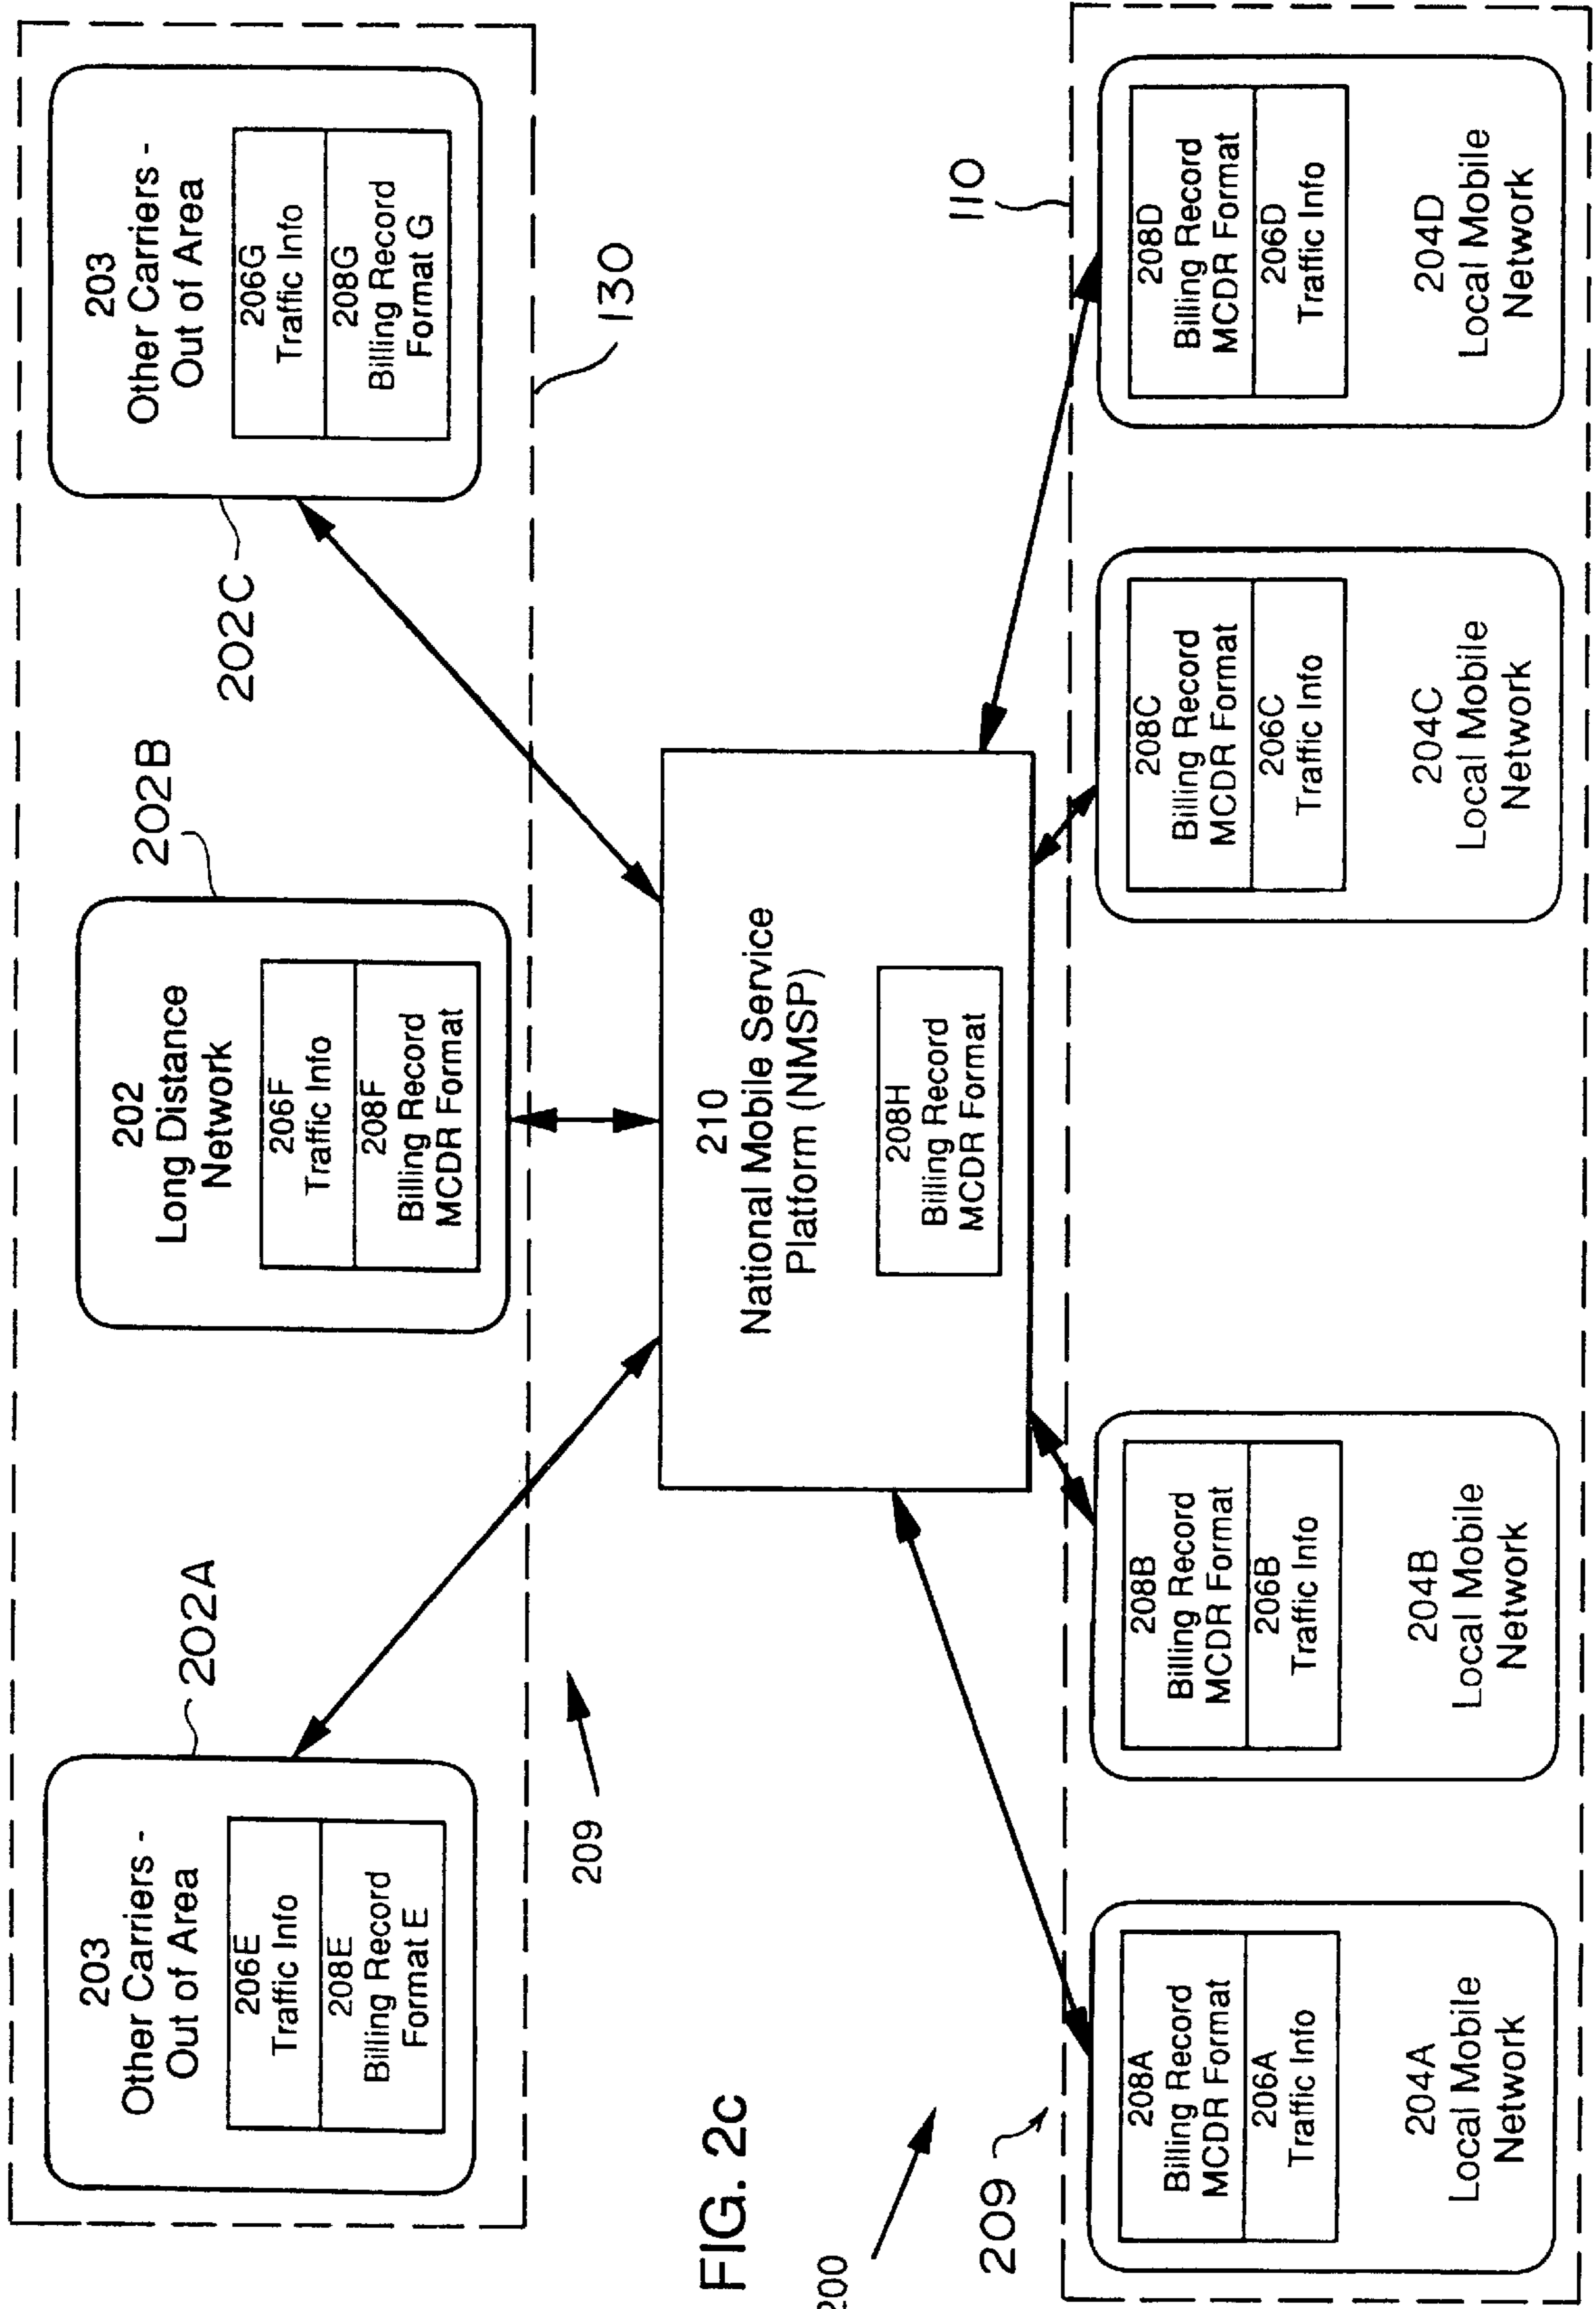 203
Other Carriers -
Out of Area
206E
Traffic Info
208E
Billing Record
Format E
202A
202
Long Distance
Network
206F
Traffic Info
208F
Billing Record
MCDR Format
202B
203
Other Carriers -
Out of Area
206G
Traffic Info
208G
Billing Record
Format G
202C
130
209
210
National Mobile Service
Platform (NMSP)
208H
Billing Record
MCDR Format
FIG. 2c
200
209
110
208A
Billing Record
MCDR Format
206A
Traffic Info
204A
Local Mobile
Network
208B
Billing Record
MCDR Format
206B
Traffic Info
204B
Local Mobile
Network
208C
Billing Record
MCDR Format
206C
Traffic Info
204C
Local Mobile
Network
208D
Billing Record
MCDR Format
206D
Traffic Info
204D
Local Mobile
Network